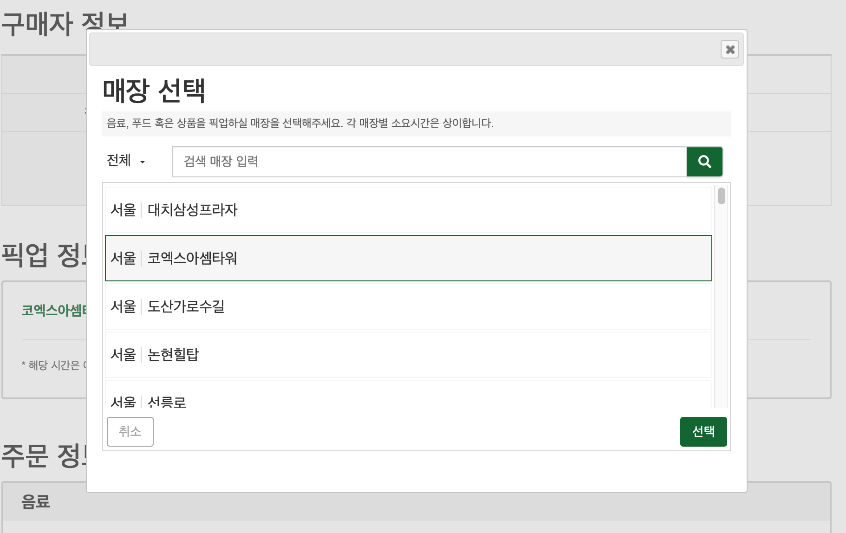 구매자 정보
매장 선택
음료, 푸드 혹은 상품을 픽업하실 매장을 선택해주세요. 각 매장별 소요시간은 상이합니다.
전체
검색 매장 입력
서울 | 대치삼성프라자
서울 | 코엑스아셈타워
서울 | 도산가로수길
서울 | 논현힐탑
서울 | 선릉로
취소
선택
픽업 정보
코엑스아셈타
* 해당 시간은
주문 정보
음료